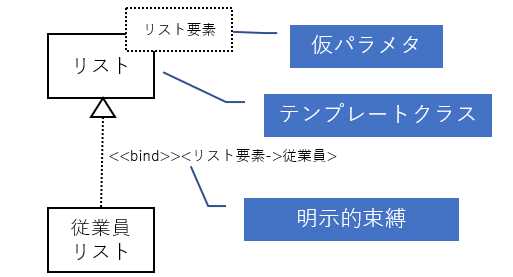 リスト要素
仮パラメタ
リスト
テンプレートクラス
<<bind>><リスト要素->従業員>
明示的束縛
従業員
リスト